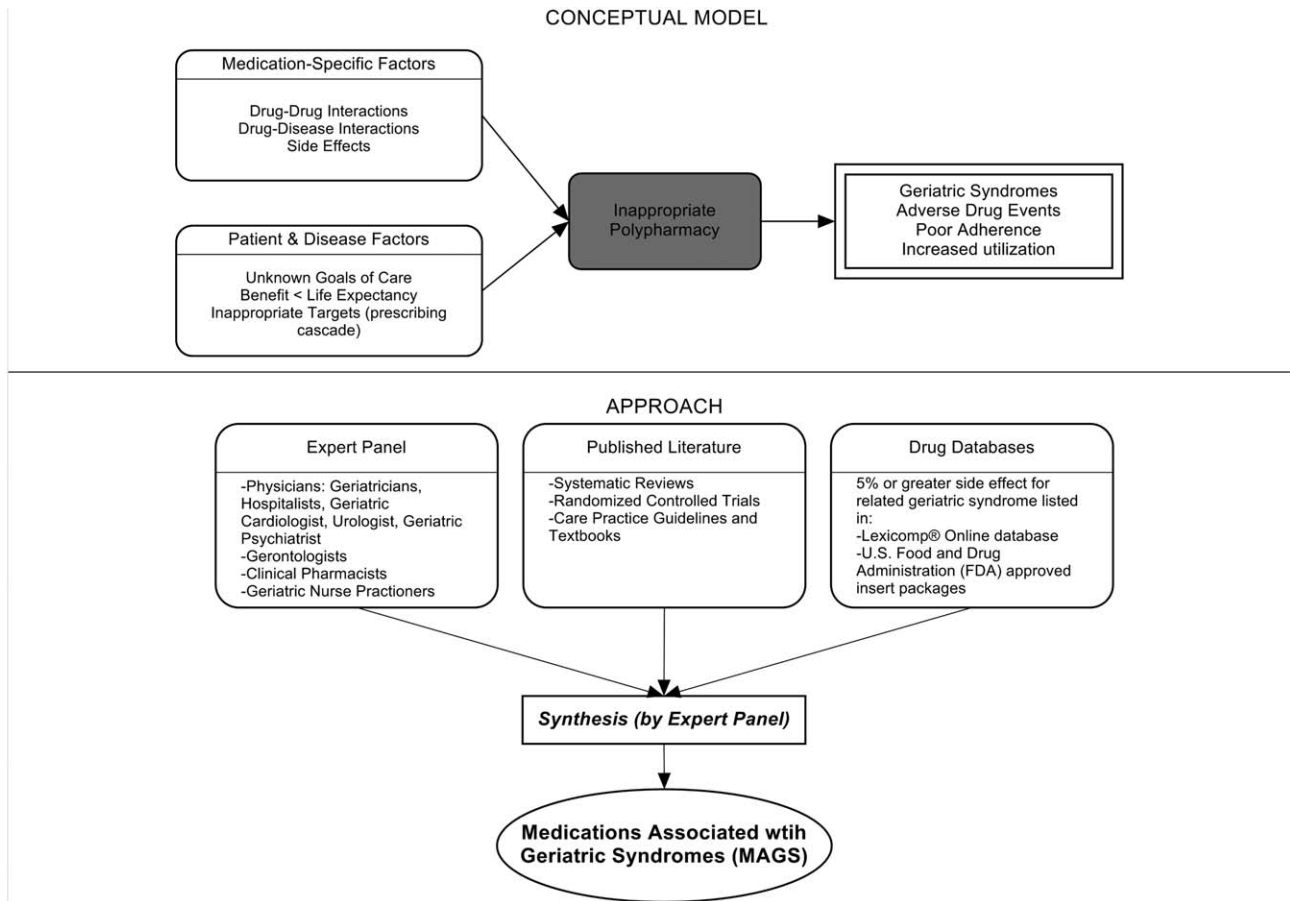 CONCEPTUAL MODEL
Medication-Specific Factors
Drug-Drug Interactions
Drug-Disease Interactions
Side Effects
Patient & Disease Factors
Unknown Goals of Care
Benefit < Life Expectancy
Inappropriate Targets (prescribing
cascade)
Inappropriate
Polypharmacy
Geriatric Syndromes
Adverse Drug Events
Poor Adherence
Increased utilization
APPROACH
Expert Panel
-Physicians: Geriatricians,
Hospitalists, Geriatric
Cardiologist, Urologist, Geriatric
Psychiatrist
-Gerontologists
-Clinical Pharmacists
-Geriatric Nurse Practioners
Published Literature
-Systematic Reviews
-Randomized Controlled Trials
-Care Practice Guidelines and
Textbooks
Drug Databases
5% or greater side effect for
related geriatric syndrome listed
in:
-Lexicomp® Online database
-U.S. Food and Drug
Administration (FDA) approved
insert packages
Synthesis (by Expert Panel)
Medications Associated wtih
Geriatric Syndromes (MAGS)